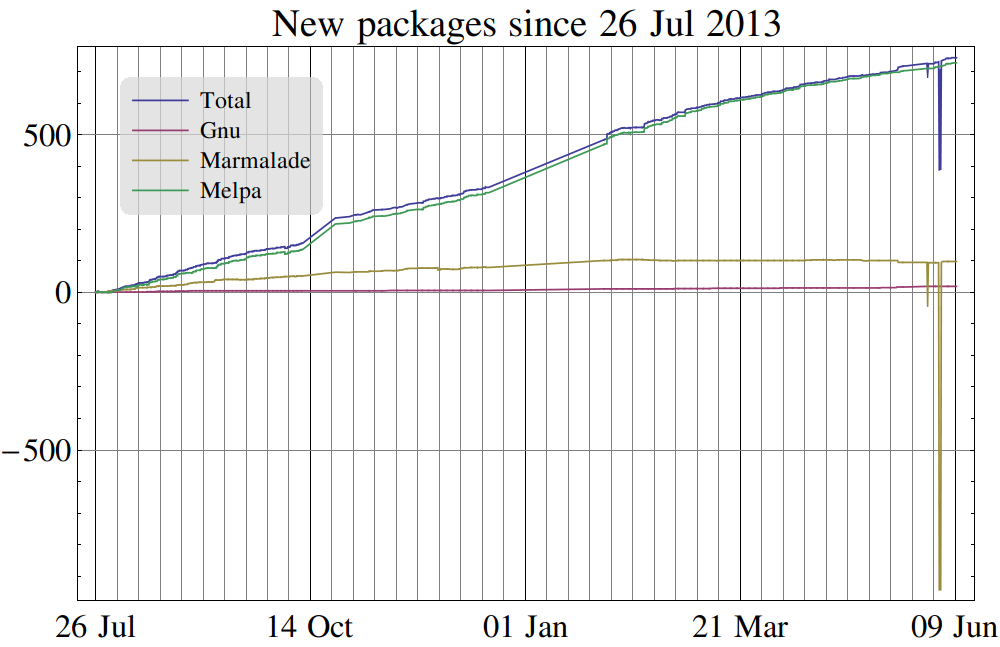 New packages since 26 Jul 2013
Total
Gnu
Marmalade
Melpa
500
0
−500
26 Jul
14 Oct
01 Jan
21 Mar
09 Jun